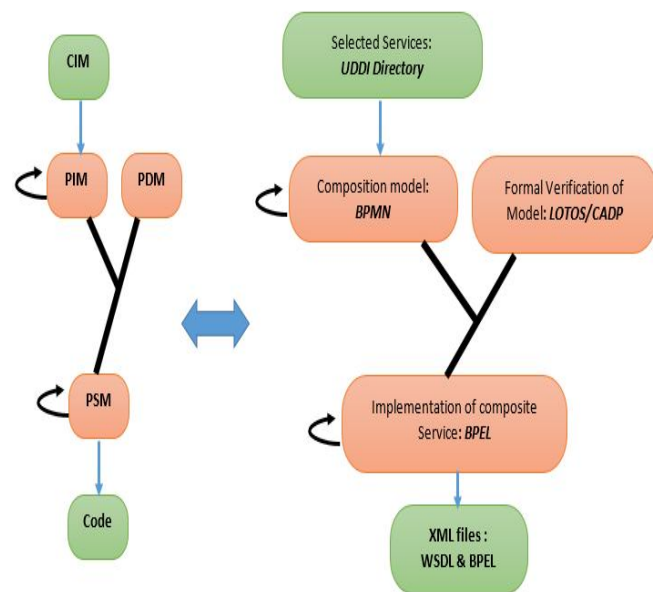 CIM
PIM
PDM
PSM
Code
Selected Services:
UDDI Directory
Composition model:
BPMN
Formal Verification of
Model: LOTOS/CADP
Implementation of composite
Service: BPEL
XML files :
WSDL & BPEL